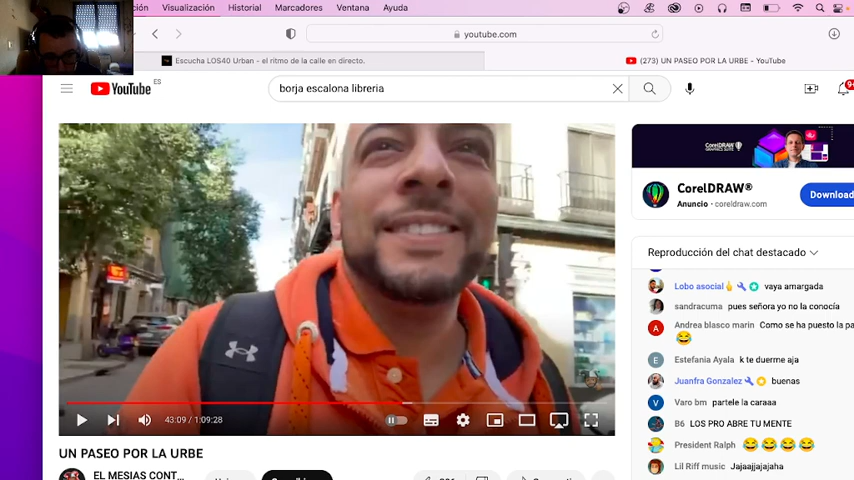 ción Visualización Historial Marcadores Ventana Ayuda
youtube.com
Escucha LOS40 Urban - el ritmo de la calle en directo.
(273) UN PASEO POR LA URBE - YouTube
YouTube ES
borja escalona libreria
9+
CorelDRAW
GRAPHICS SUITE
CorelDRAW®
Anuncio · coreldraw.com
Download
Reproducción del chat destacado
Lobo asocial vaya amargada
sandracuma pues señora yo no la conocía
Andrea blasco marin Como se ha puesto la pa
Estefania Ayala k te duerme aja
Juanfra Gonzalez buenas
Varo bm partele la caraaa
B6 LOS PRO ABRE TU MENTE
President Ralph
Lil Riff music Jajaajjajajaha
43:09 / 1:09:28
UN PASEO POR LA URBE
EL MESIAS CONT...